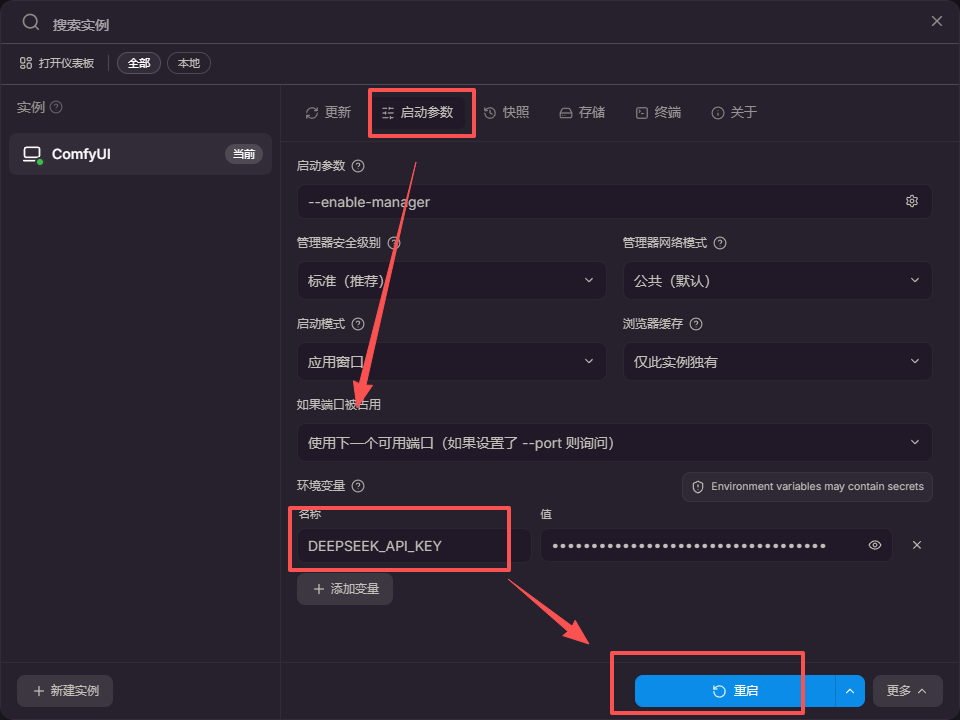 搜索实例
打开仪表板 全部 本地
实例
ComfyUI 当前
更新 启动参数 快照 存储 终端 关于
启动参数
--enable-manager
管理器安全级别 管理器网络模式
标准（推荐） 公共（默认）
启动模式 浏览器缓存
应用窗口 仅此实例独有
如果端口被占用
使用下一个可用端口（如果设置了 --port 则询问）
环境变量 Environment variables may contain secrets
名称 值
DEEPSEEK_API_KEY ••••••••••••••••••••••••••••••••••�
添加变量
新建实例 重启 更多